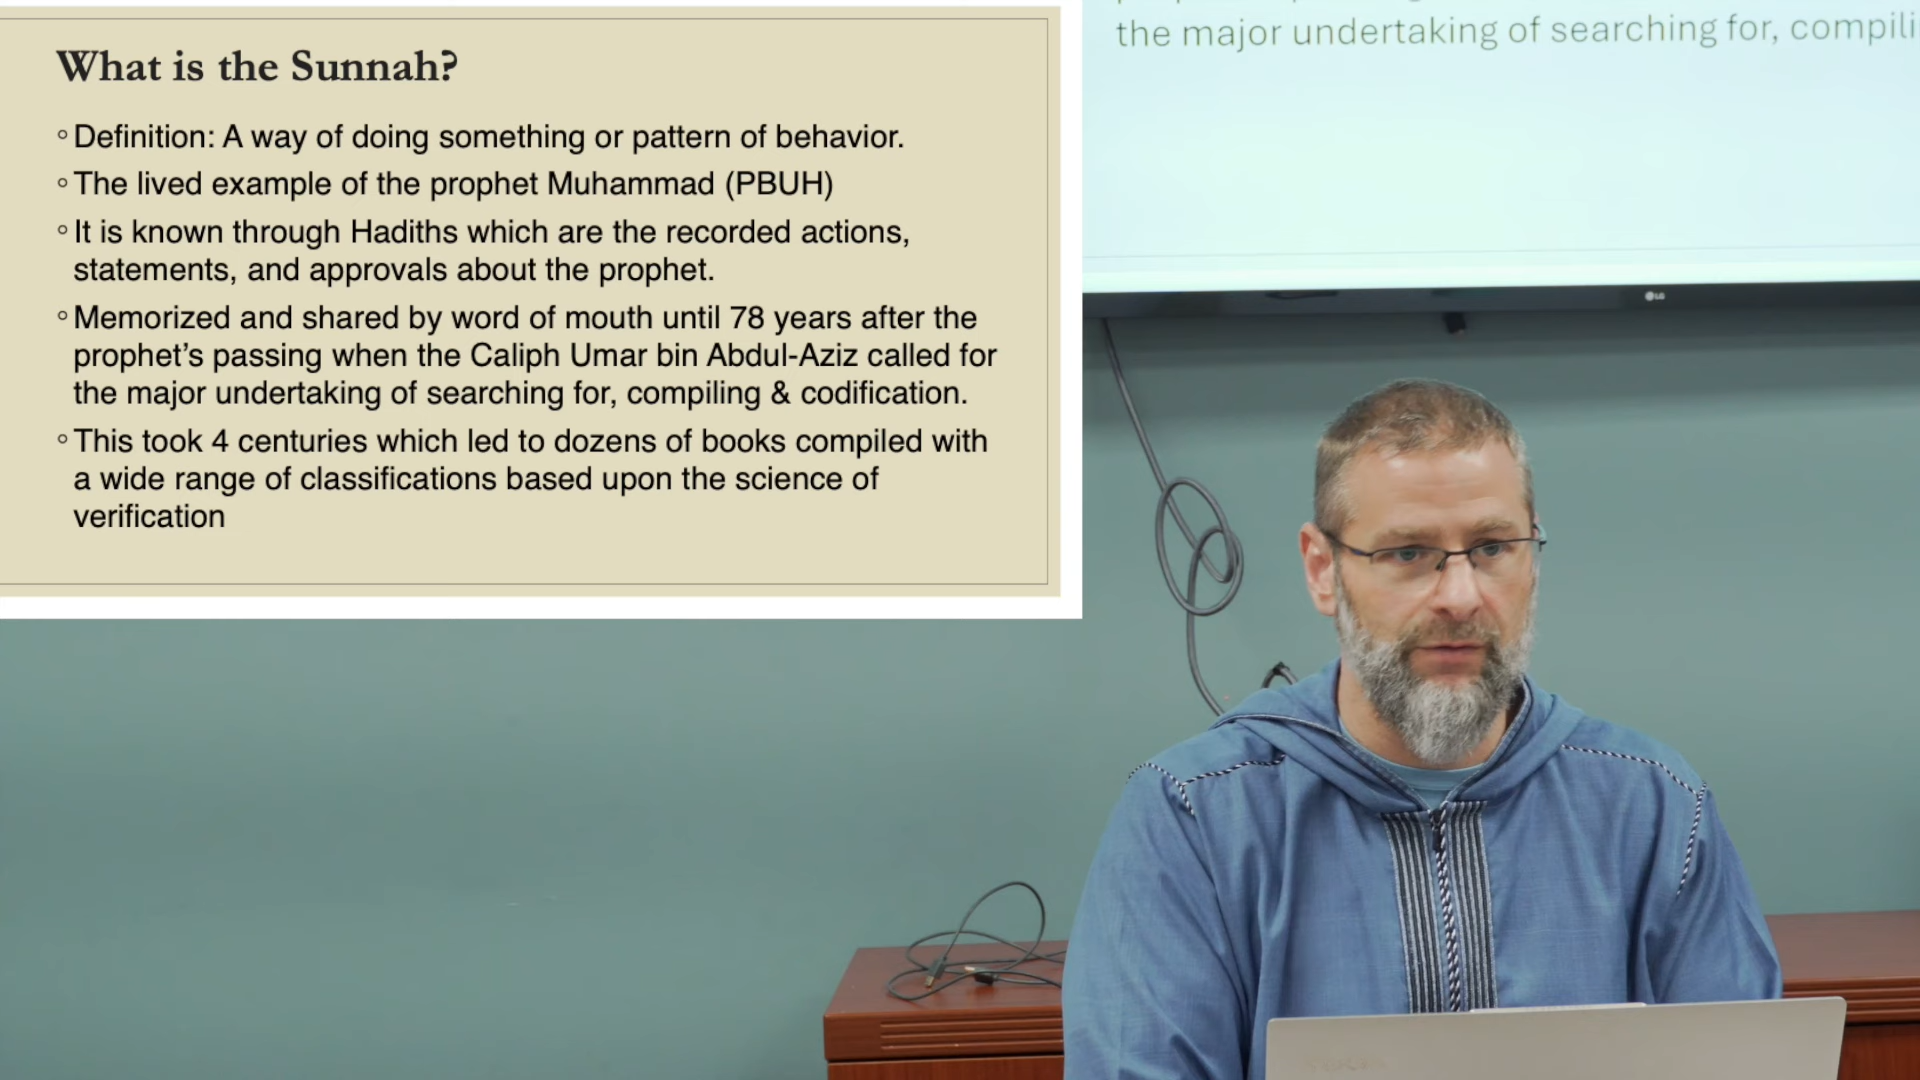 What is the Sunnah?
◦ Definition: A way of doing something or pattern of behavior.
◦ The lived example of the prophet Muhammad (PBUH)
◦ It is known through Hadiths which are the recorded actions,
statements, and approvals about the prophet.
◦ Memorized and shared by word of mouth until 78 years after the
prophet’s passing when the Caliph Umar bin Abdul-Aziz called for
the major undertaking of searching for, compiling & codification.
◦ This took 4 centuries which led to dozens of books compiled with
a wide range of classifications based upon the science of
verification
the major undertaking of searching for, compili
LG